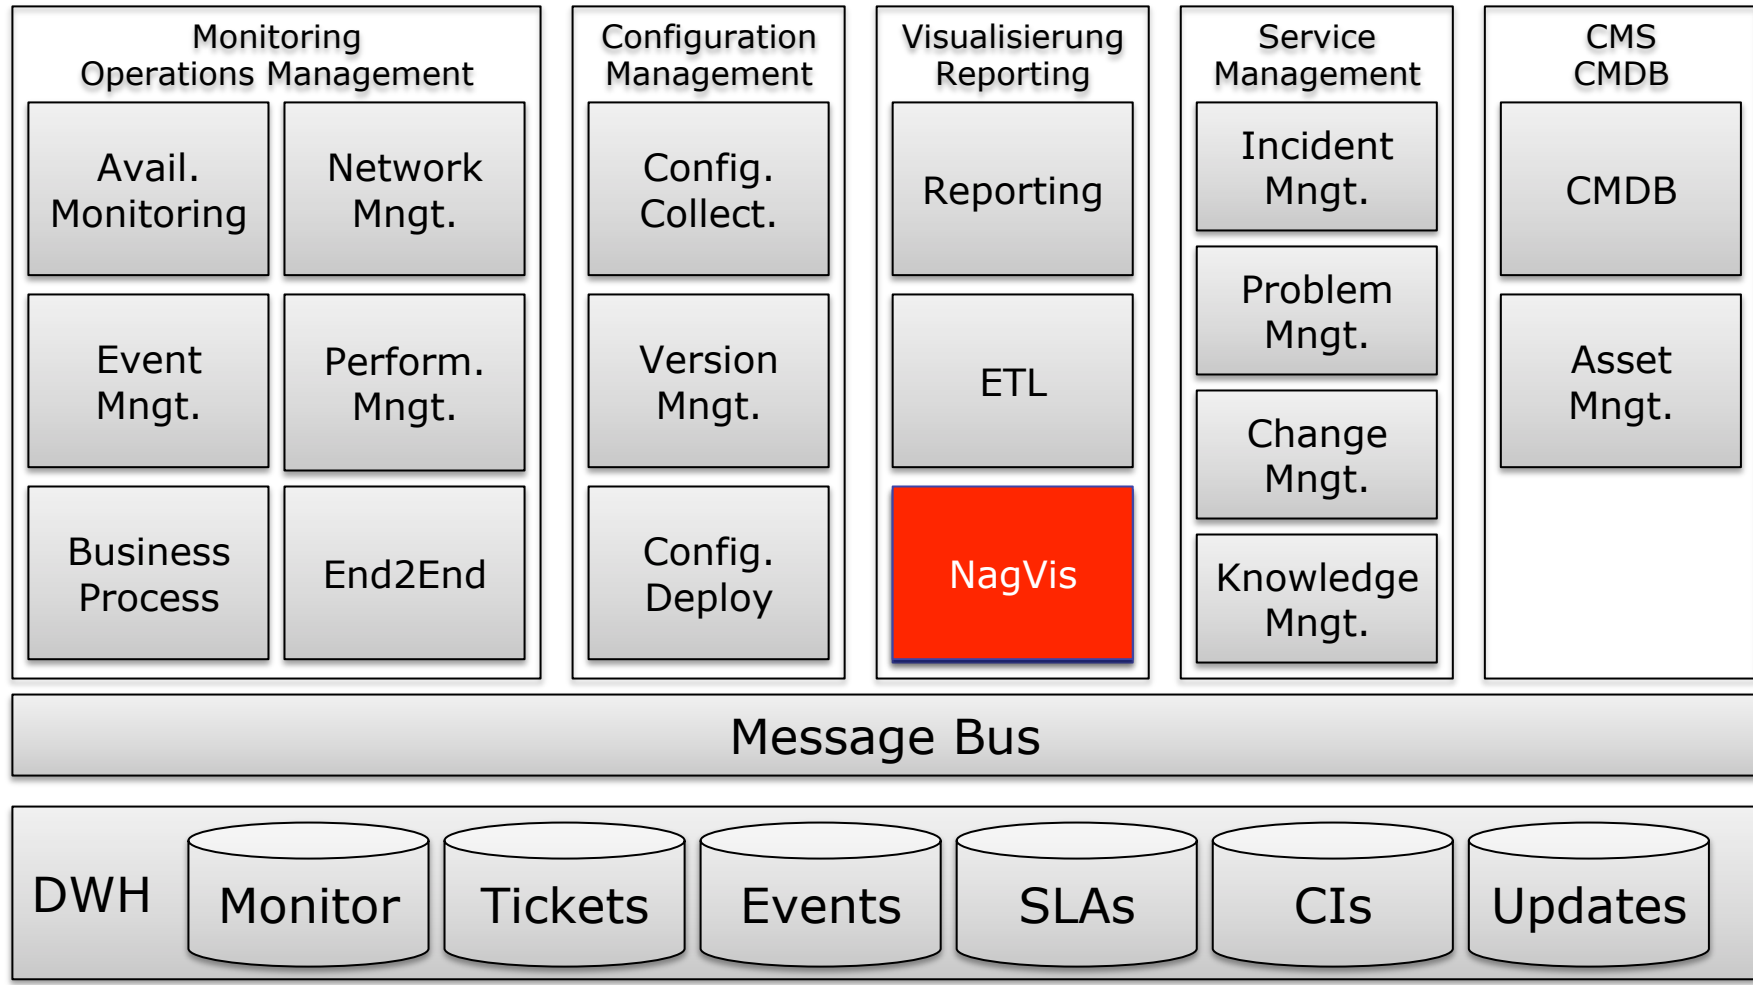 Monitoring
Operations Management
Avail.
Monitoring
Network
Mngt.
Event
Mngt.
Perform.
Mngt.
Business
Process
End2End
Configuration
Management
Config.
Collect.
Version
Mngt.
Config.
Deploy
Visualisierung
Reporting
Reporting
ETL
NagVis
Service
Management
Incident
Mngt.
Problem
Mngt.
Change
Mngt.
Knowledge
Mngt.
CMS
CMDB
CMDB
Asset
Mngt.
Message Bus
DWH
Monitor
Tickets
Events
SLAs
CIs
Updates